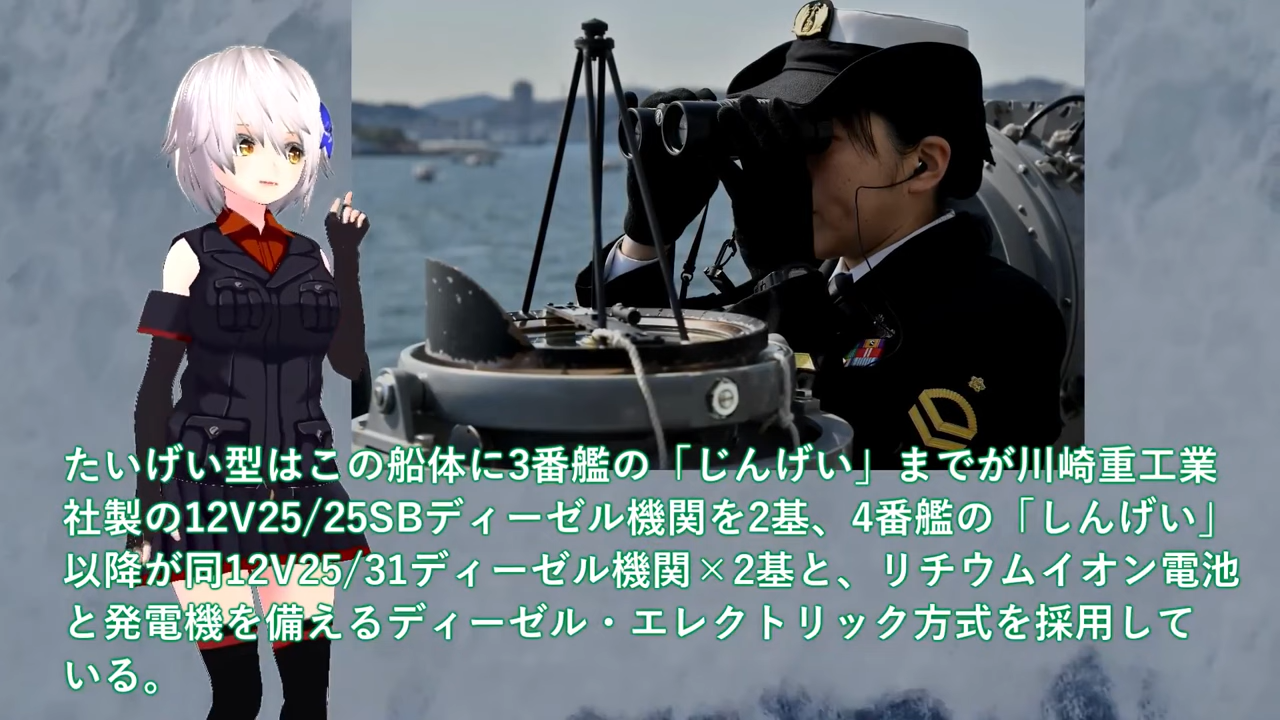 たいげい型はこの船体に3番艦の「じんげい」までが川崎重工業
社製の12V25/25SBディーゼル機関を2基、4番艦の「しんげい」
以降が同12V25/31ディーゼル機関×2基と、リチウムイオン電池
と発電機を備えるディーゼル・エレクトリック方式を採用して
いる。